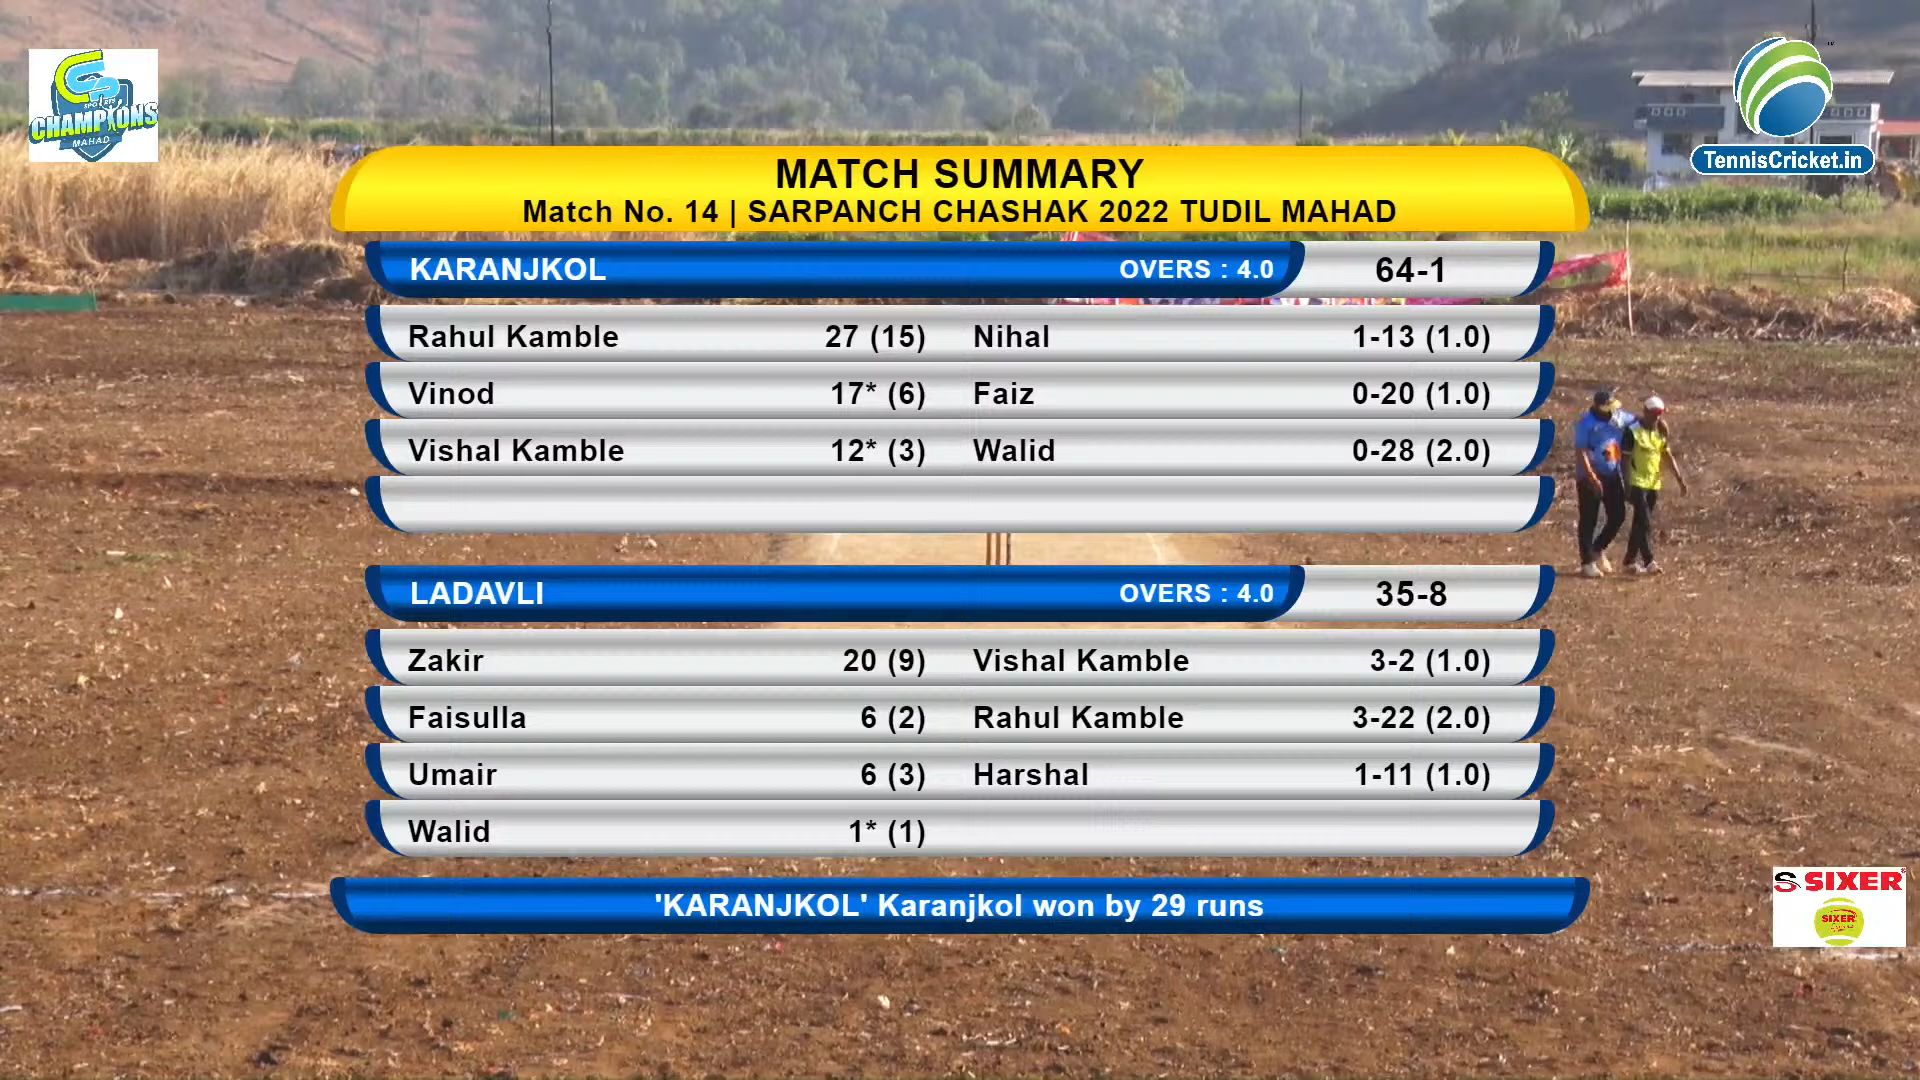 SPORTS
CHAMPIONS
MAHAD
TennisCricket.in
MATCH SUMMARY
Match No. 14 | SARPANCH CHASHAK 2022 TUDIL MAHAD
KARANJKOL OVERS : 4.0 64-1
Rahul Kamble 27 (15) Nihal 1-13 (1.0)
Vinod 17* (6) Faiz 0-20 (1.0)
Vishal Kamble 12* (3) Walid 0-28 (2.0)
LADAVLI OVERS : 4.0 35-8
Zakir 20 (9) Vishal Kamble 3-2 (1.0)
Faisulla 6 (2) Rahul Kamble 3-22 (2.0)
Umair 6 (3) Harshal 1-11 (1.0)
Walid 1* (1)
'KARANJKOL' Karanjkol won by 29 runs
S SIXER®
SIXER